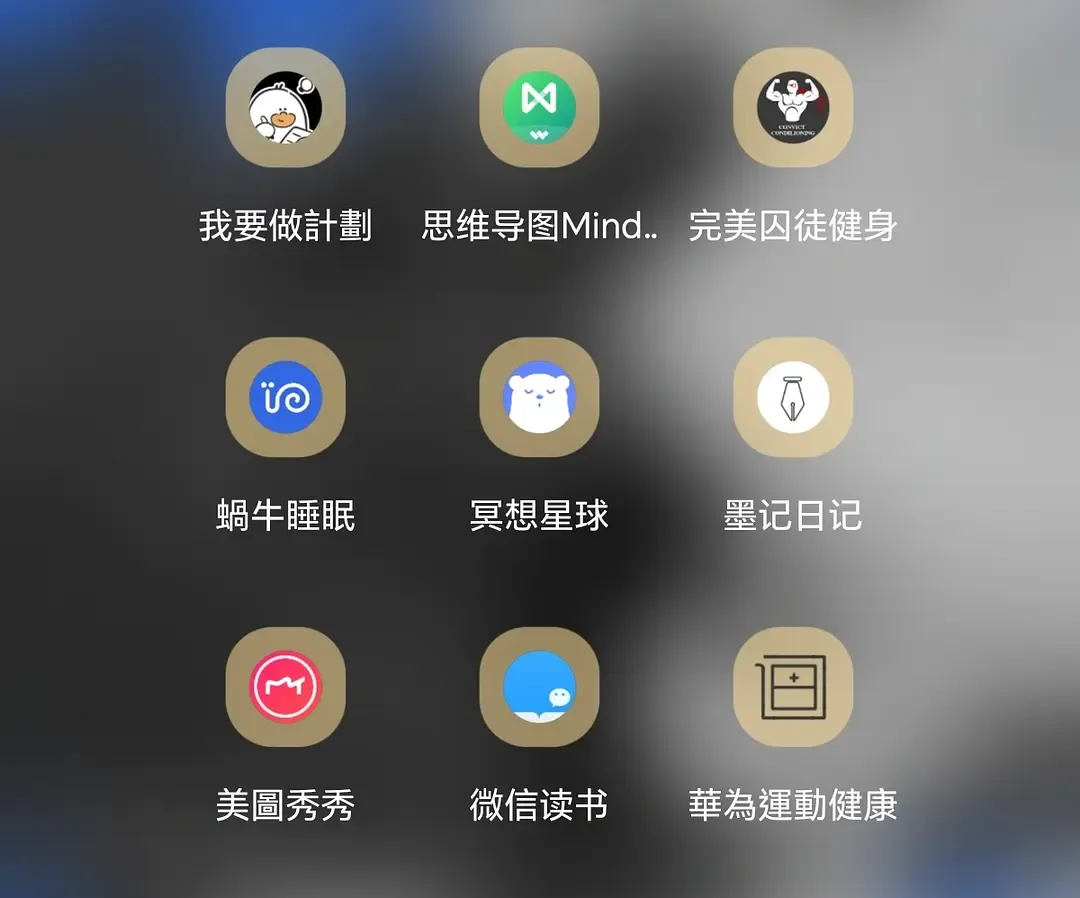 CONVICT
CONDITIONING
我要做計劃
思维导图Mind..
完美囚徒健身
蝸牛睡眠
冥想星球
墨记日记
美圖秀秀
微信读书
華為運動健康